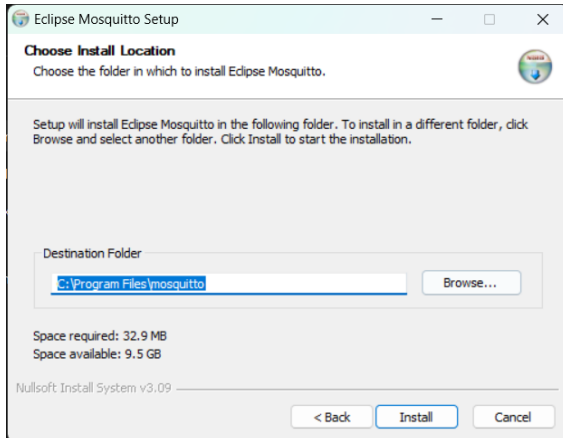 Eclipse Mosquitto Setup
Choose Install Location
Choose the folder in which to install Eclipse Mosquitto.
Setup will install Eclipse Mosquitto in the following folder. To install in a different folder, click
Browse and select another folder. Click Install to start the installation.
Destination Folder
C:\Program Files\mosquitto
Browse...
Space required: 32.9 MB
Space available: 9.5 GB
Nullsoft Install System v3.09
< Back
Install
Cancel